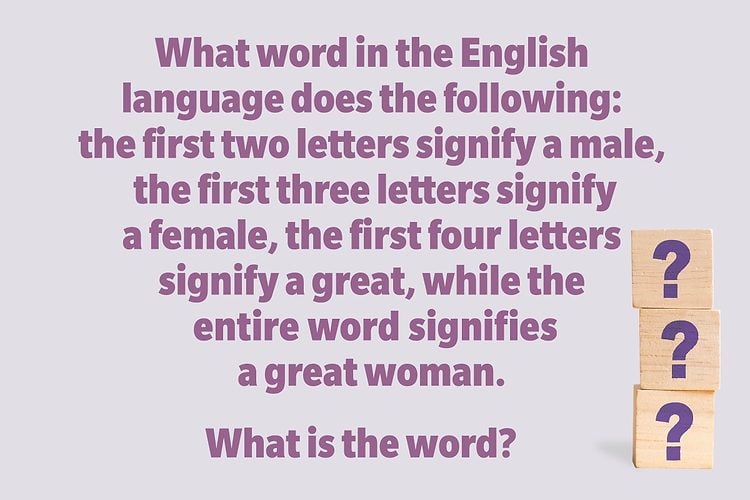 What word in the English
language does the following:
the first two letters signify a male,
the first three letters signify
a female, the first four letters
signify a great, while the
entire word signifies
a great woman.
What is the word?
?
?
?